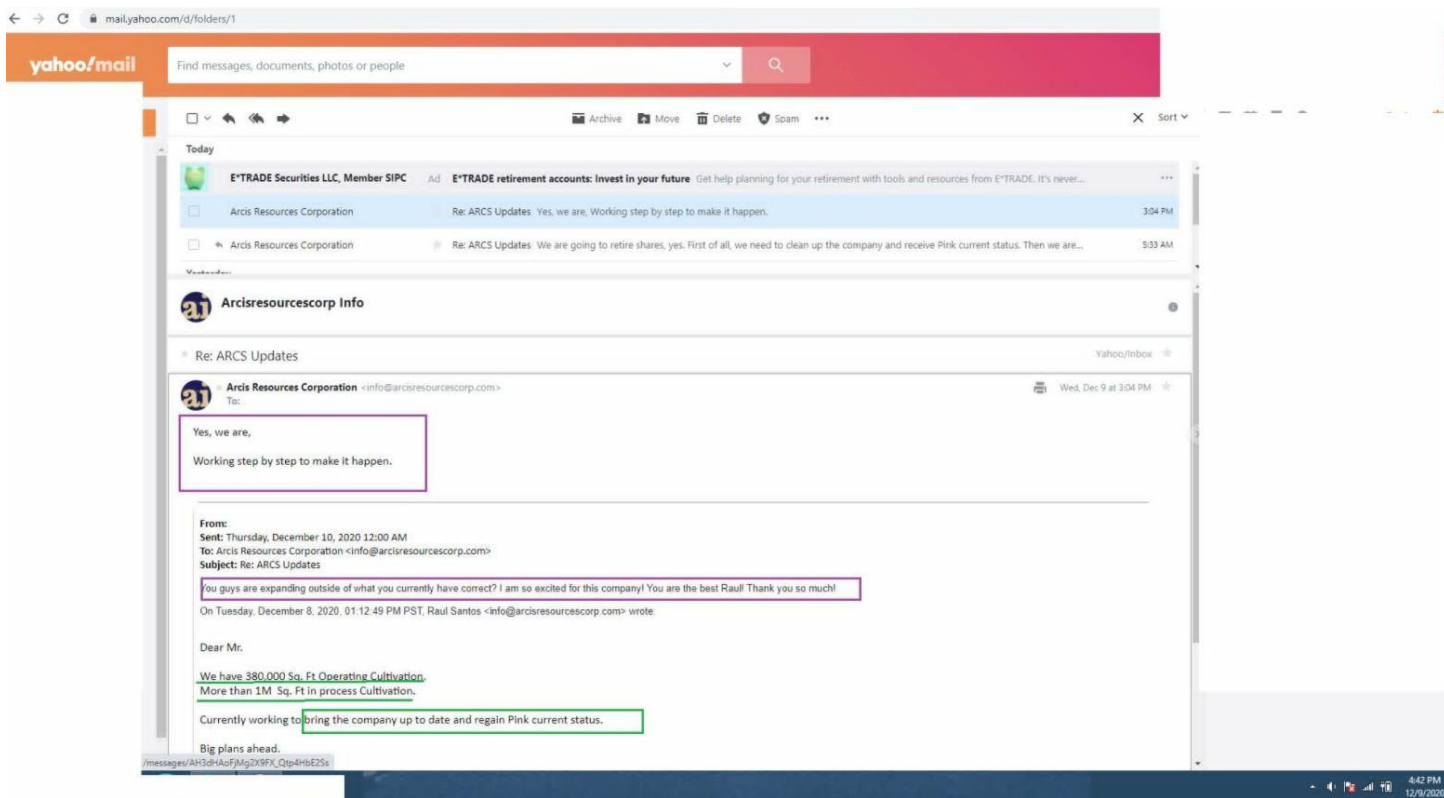 mail.yahoo.com/d/folders/1
yahoo!mail
Find messages, documents, photos or people
Archive Move Delete Spam ••• X Sort
Today
E*TRADE Securities LLC, Member SIPC Ad E*TRADE retirement accounts: Invest in your future Get help planning for your retirement with tools and resources from E*TRADE. It's never... •••
Arcis Resources Corporation Re: ARCS Updates Yes, we are, Working step by step to make it happen. 3:04 PM
Arcis Resources Corporation Re: ARCS Updates We are going to retire shares, yes. First of all, we need to clean up the company and receive Pink current status. Then we are... 5:33 AM
Yesterday
ai Arcisresourcescorp Info
Re: ARCS Updates Yahoo/Inbox
ai Arcis Resources Corporation <info@arcisresourcescorp.com> Wed, Dec 9 at 3:04 PM
To:
Yes, we are,
Working step by step to make it happen.
From:
Sent: Thursday, December 10, 2020 12:00 AM
To: Arcis Resources Corporation <info@arcisresourcescorp.com>
Subject: Re: ARCS Updates
You guys are expanding outside of what you currently have correct? I am so excited for this company! You are the best Raul! Thank you so much!
On Tuesday, December 8, 2020, 01:12:49 PM PST, Raul Santos <info@arcisresourcescorp.com> wrote:
Dear Mr.
We have 380,000 Sq. Ft Operating Cultivation.
More than 1M Sq. Ft in process Cultivation.
Currently working to bring the company up to date and regain Pink current status.
Big plans ahead.
/messages/AH3dHAoFjMg2X9FX_Qtp4HbE2Ss
4:42 PM
12/9/2020